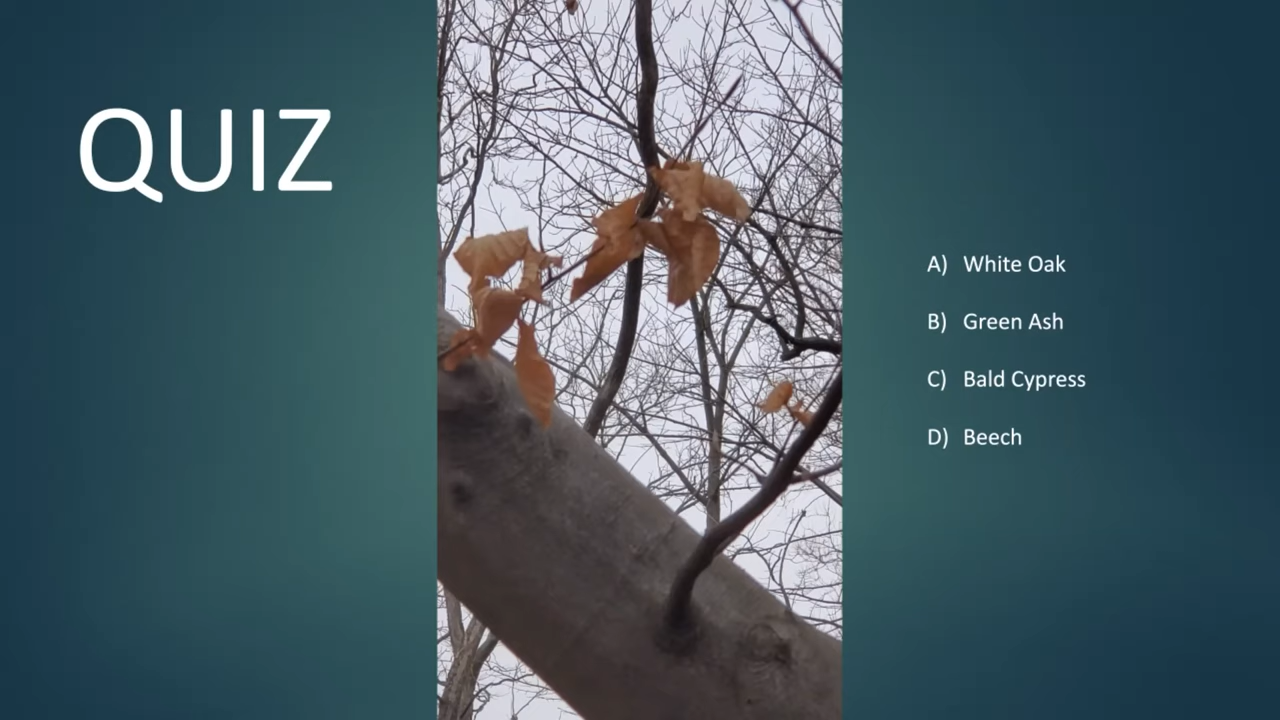 QUIZ
A) White Oak
B) Green Ash
C) Bald Cypress
D) Beech